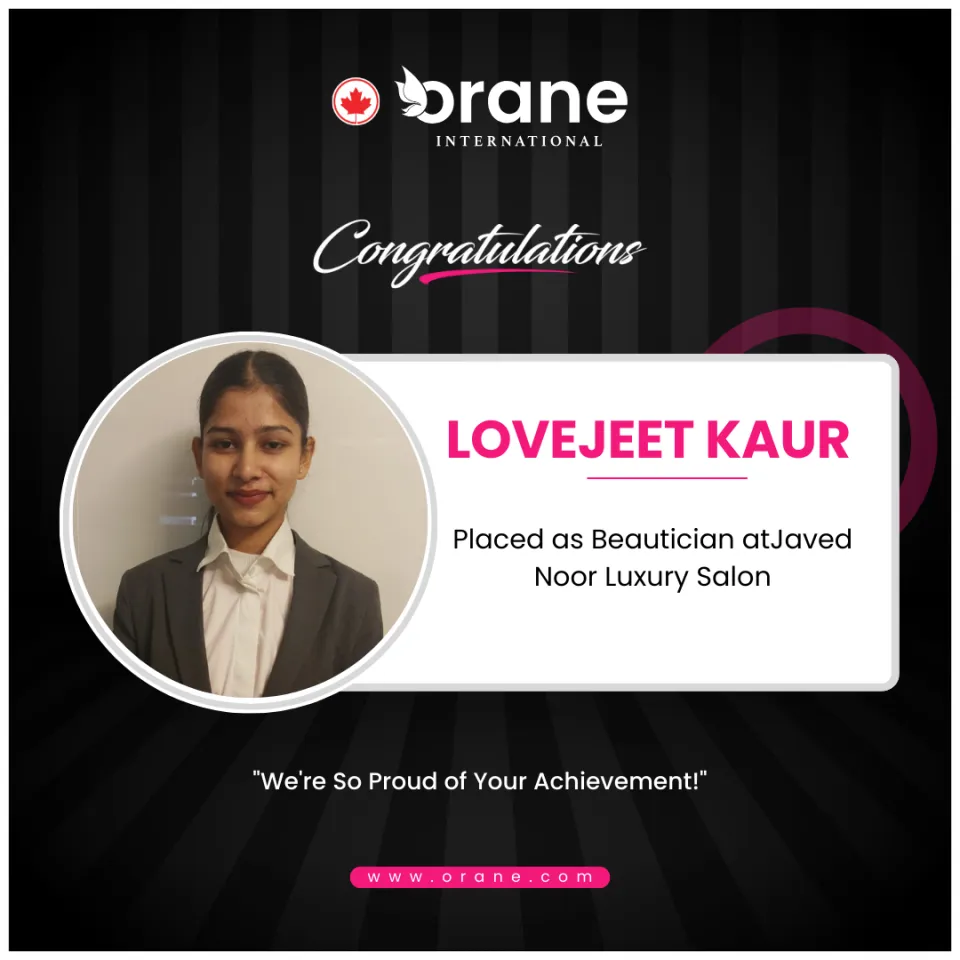 orane
INTERNATIONAL
Congratulations
LOVEJEET KAUR
Placed as Beautician atJaved
Noor Luxury Salon
"We're So Proud of Your Achievement!"
www.orane.com